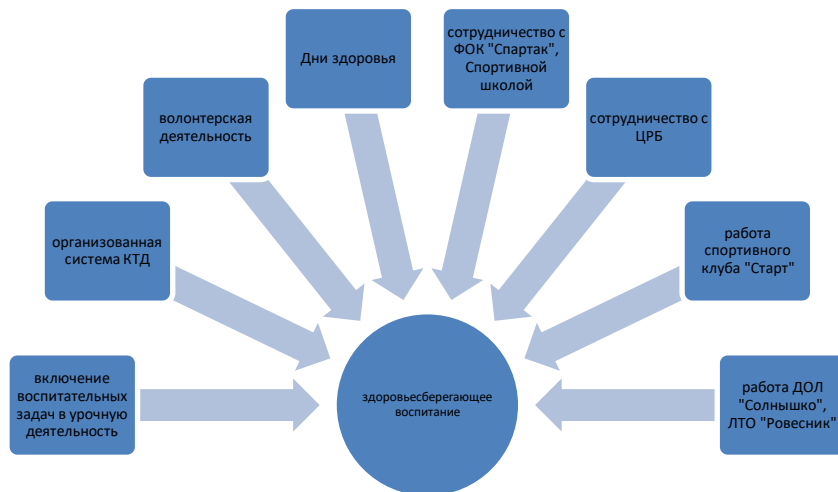 включение
воспитательных
задач в урочную
деятельность
организованная
система КТД
волонтерская
деятельность
Дни здоровья
сотрудничество с
ФОК "Спартак",
Спортивной
школой
сотрудничество с
ЦРБ
работа
спортивного
клуба "Старт"
работа ДОЛ
"Солнышко",
ЛТО "Ровесник"
здоровьесберегающее
воспитание